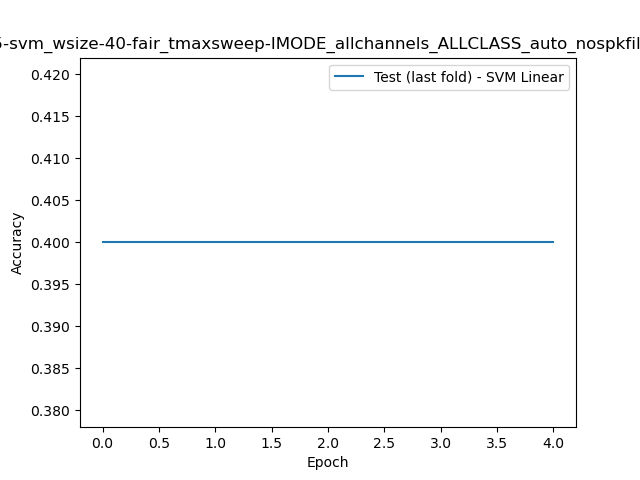 5-svm_wsize-40-fair_tmaxsweep-IMODE_allchannels_ALLCLASS_auto_nospkfil
Test (last fold) - SVM Linear
0.420
0.415
0.410
0.405
0.400
0.395
0.390
0.385
0.380
Accuracy
0.0 0.5 1.0 1.5 2.0 2.5 3.0 3.5 4.0
Epoch